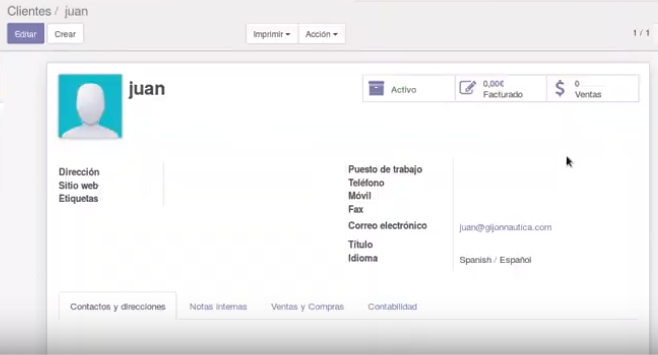 Clientes / juan
Editar Crear Imprimir Acción 1 / 1
juan
Activo
0,00€
Facturado
0
Ventas
Dirección
Sitio web
Etiquetas
Puesto de trabajo
Teléfono
Móvil
Fax
Correo electrónico juan@gijonnautica.com
Título
Idioma Spanish / Español
Contactos y direcciones Notas internas Ventas y Compras Contabilidad